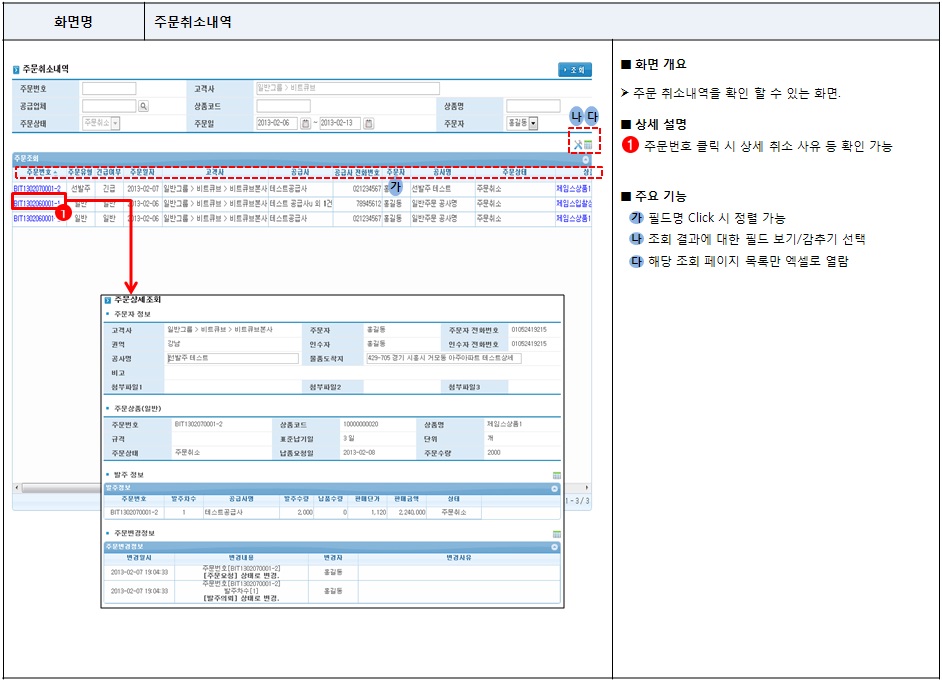 화면명 주문취소내역
주문취소내역
조회
주문번호 고객사 일반그룹 > 비트큐브
공급업체 상품코드 상품명
주문상태 주문취소 주문일 2013-02-06 ~ 2013-02-13 주문자 홍길동
나 다
주문조회
주문번호 주문유형 긴급여부 주문일자 고객사 공급사 공급사 전화번호 주문자 공사명 주문상태
BIT1302070001-2 선발주 긴급 2013-02-07 일반그룹 > 비트큐브 > 비트큐브본사 테스트공급사 021234567 가 선발주 테스트 주문취소 제임스상품1
BIT1302060001-1 일반 일반 2013-02-06 일반그룹 > 비트큐브 > 비트큐브본사 테스트 공급사u 외 1건 78945612 홍길동 일반주문 공사명 주문취소 제임스입찰상
1
BIT1302060001 일반 일반 2013-02-06 일반그룹 > 비트큐브 > 비트큐브본사 테스트공급사 021234567 홍길동 일반주문 공사명 주문취소 제임스상품1
1 - 3 / 3
주문상세조회
주문자 정보
고객사 일반그룹 > 비트큐브 > 비트큐브본사 주문자 홍길동 주문자 전화번호 01052419215
권역 강남 인수자 홍길동 인수자 전화번호 01052419215
공사명 선발주 테스트 물품도착지 429-705 경기 시흥시 거모동 아주아파트 테스트상세
비고
첨부파일1 첨부파일2 첨부파일3
주문상품(일반)
주문번호 BIT1302070001-2 상품코드 10000000020 상품명 제임스상품1
규격 표준납기일 3 일 단위 개
주문상태 주문취소 납품요청일 2013-02-08 주문수량 2000
발주 정보
발주정보
주문번호 발주차수 공급사명 발주수량 납품수량 판매단가 판매금액 상태
BIT1302070001-2 1 테스트공급사 2,000 0 1,120 2,240,000 주문취소
주문변경정보
주문변경정보
변경일시 변경내용 변경자 변경사유
2013-02-07 19:04:33 주문번호[BIT1302070001-2] 홍길동
[주문요청] 상태로 변경.
2013-02-07 19:04:33 주문번호[BIT1302070001-2] 홍길동
발주차수[1]
[발주의뢰] 상태로 변경.
■ 화면 개요
➢ 주문 취소내역을 확인 할 수 있는 화면.
■ 상세 설명
1 주문번호 클릭 시 상세 취소 사유 등 확인 가능
■ 주요 기능
가 필드명 Click 시 정렬 가능
나 조회 결과에 대한 필드 보기/감추기 선택
다 해당 조회 페이지 목록만 엑셀로 열람